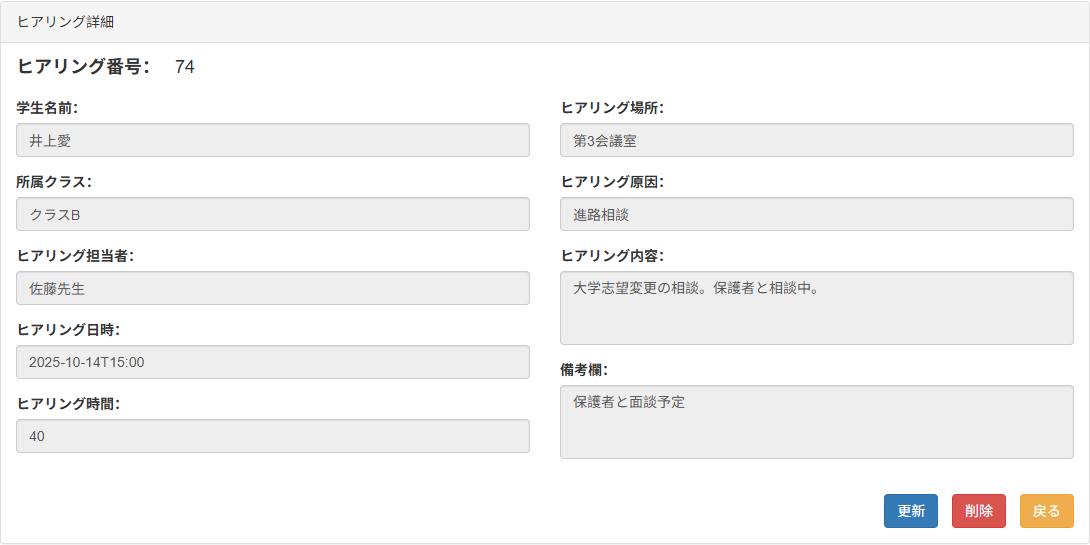 ヒアリング詳細
ヒアリング番号： 74
学生名前：
井上愛
所属クラス：
クラスB
ヒアリング担当者：
佐藤先生
ヒアリング日時：
2025-10-14T15:00
ヒアリング時間：
40
ヒアリング場所：
第3会議室
ヒアリング原因：
進路相談
ヒアリング内容：
大学志望変更の相談。保護者と相談中。
備考欄：
保護者と面談予定
更新 削除 戻る